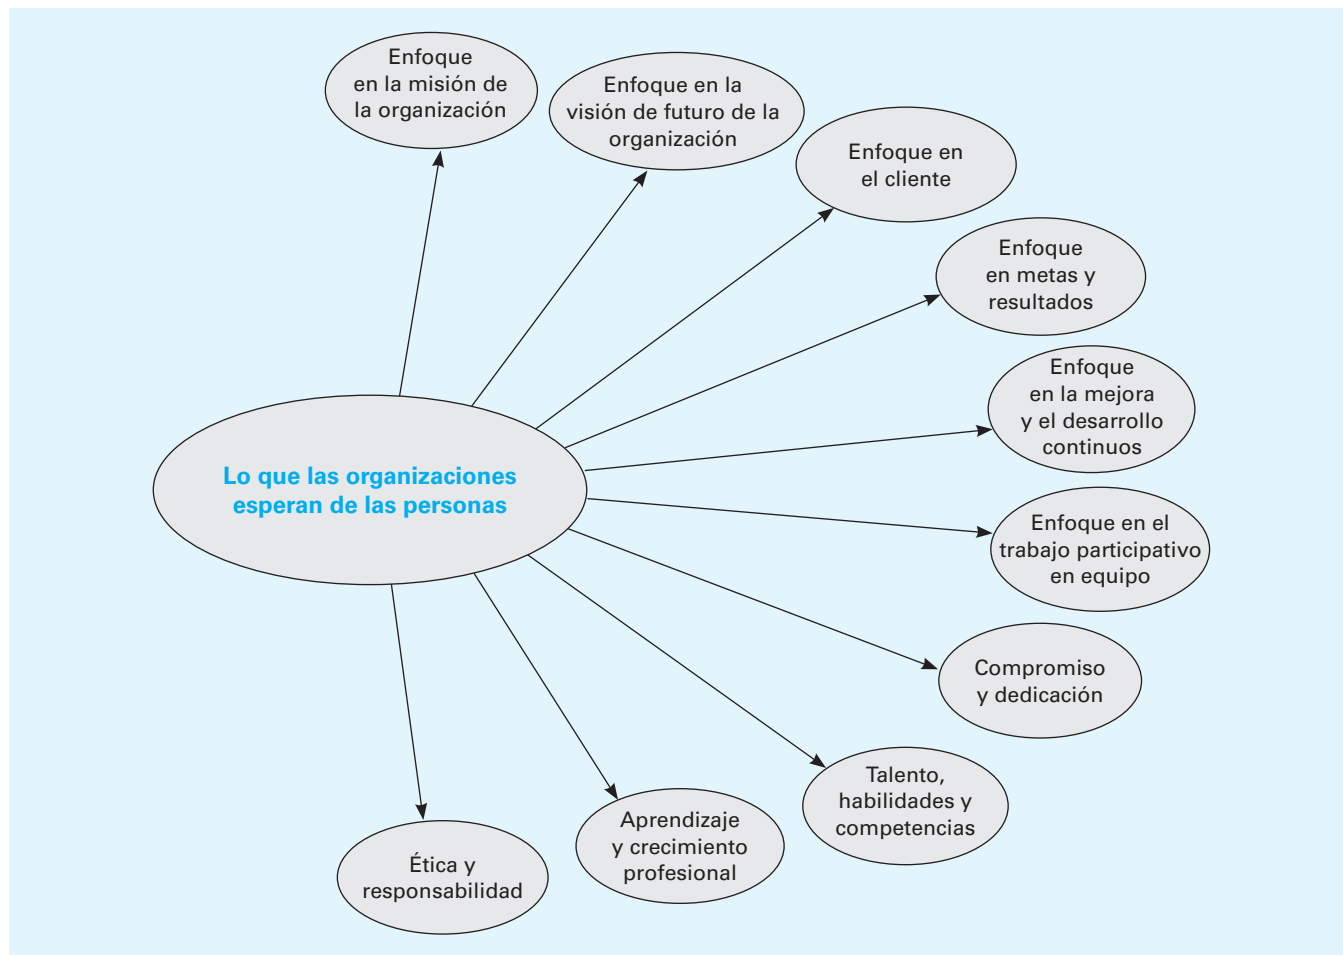 Enfoque
en la misión de
la organización
Enfoque en la
visión de futuro de la
organización
Enfoque en
el cliente
Enfoque
en metas y
resultados
Enfoque
en la mejora
y el desarrollo
continuos
Lo que las organizaciones
esperan de las personas
Enfoque en el
trabajo participativo
en equipo
Compromiso
y dedicación
Talento,
habilidades y
competencias
Aprendizaje
y crecimiento
profesional
Ética y
responsabilidad